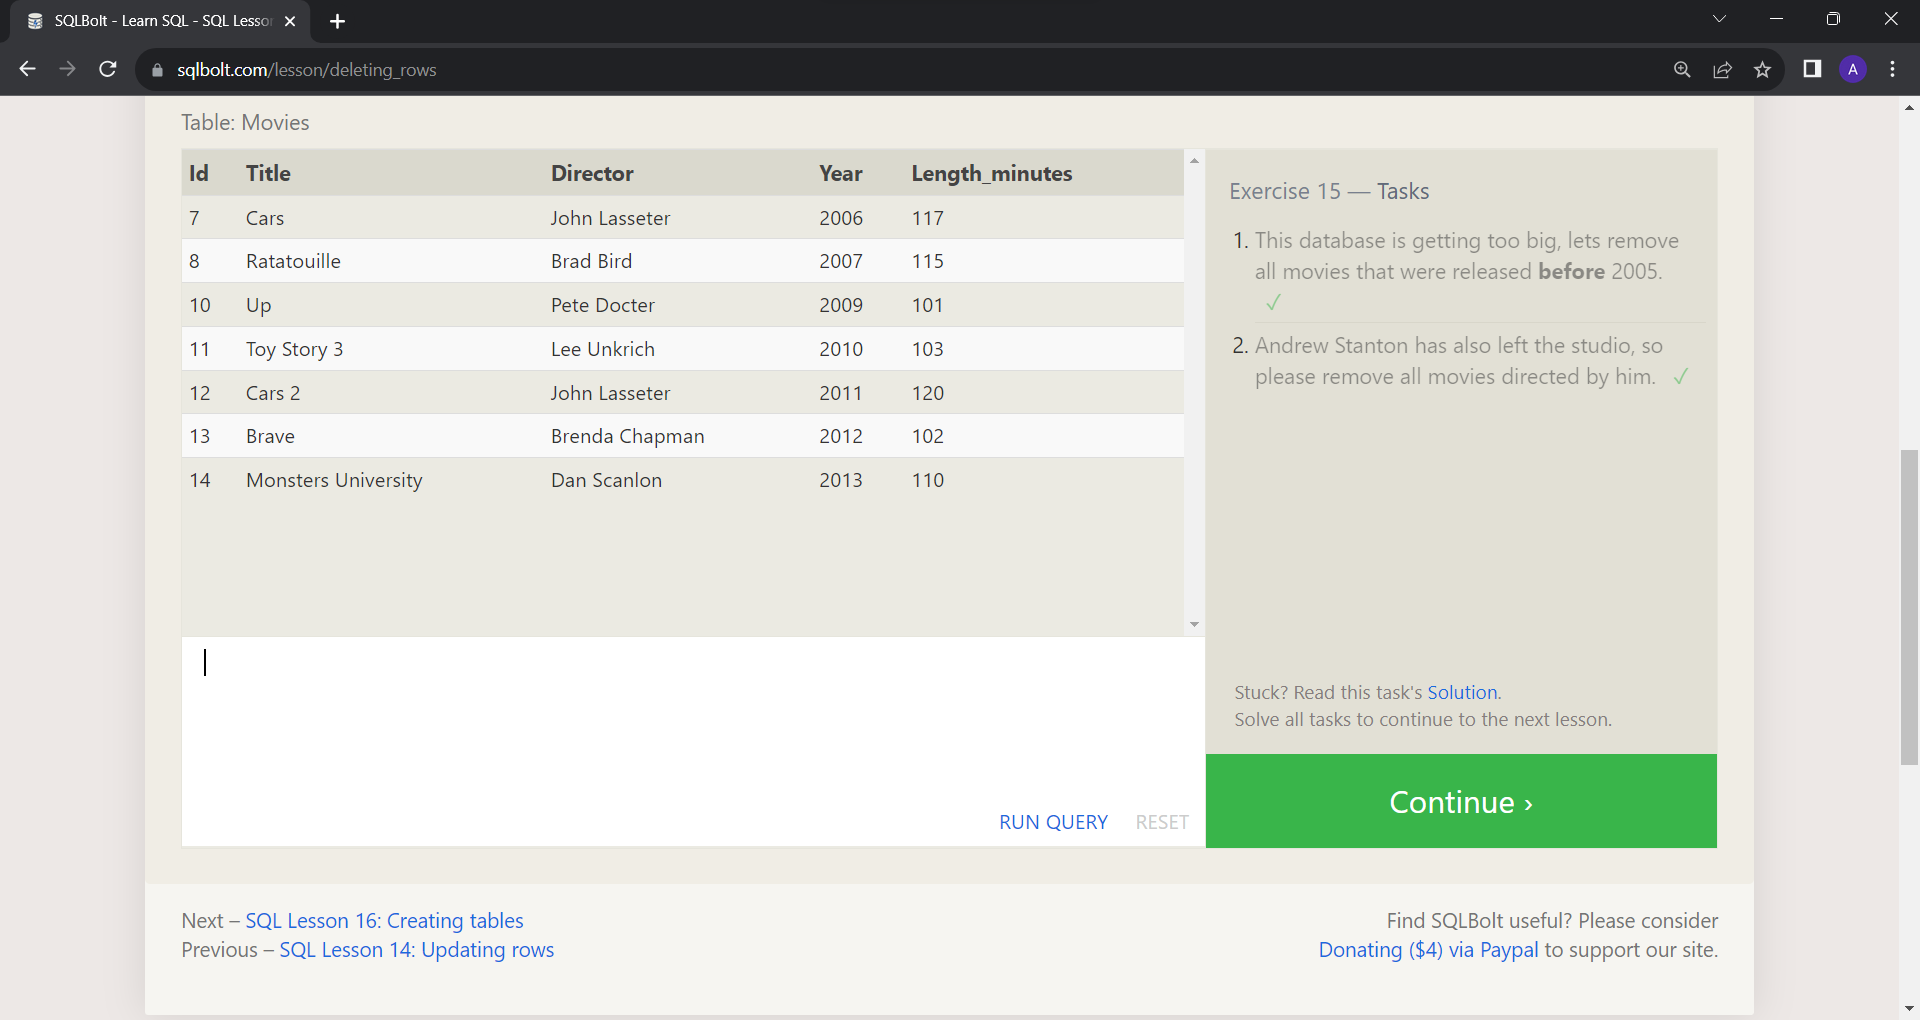 SQLBolt - Learn SQL - SQL Lesso
sqlbolt.com/lesson/deleting_rows
A
Table: Movies
Id Title Director Year Length_minutes
7 Cars John Lasseter 2006 117
8 Ratatouille Brad Bird 2007 115
10 Up Pete Docter 2009 101
11 Toy Story 3 Lee Unkrich 2010 103
12 Cars 2 John Lasseter 2011 120
13 Brave Brenda Chapman 2012 102
14 Monsters University Dan Scanlon 2013 110
RUN QUERY RESET
Exercise 15 — Tasks
1. This database is getting too big, lets remove
all movies that were released before 2005.
✓
2. Andrew Stanton has also left the studio, so
please remove all movies directed by him. ✓
Stuck? Read this task's Solution.
Solve all tasks to continue to the next lesson.
Continue ›
Next – SQL Lesson 16: Creating tables
Previous – SQL Lesson 14: Updating rows
Find SQLBolt useful? Please consider
Donating ($4) via Paypal to support our site.